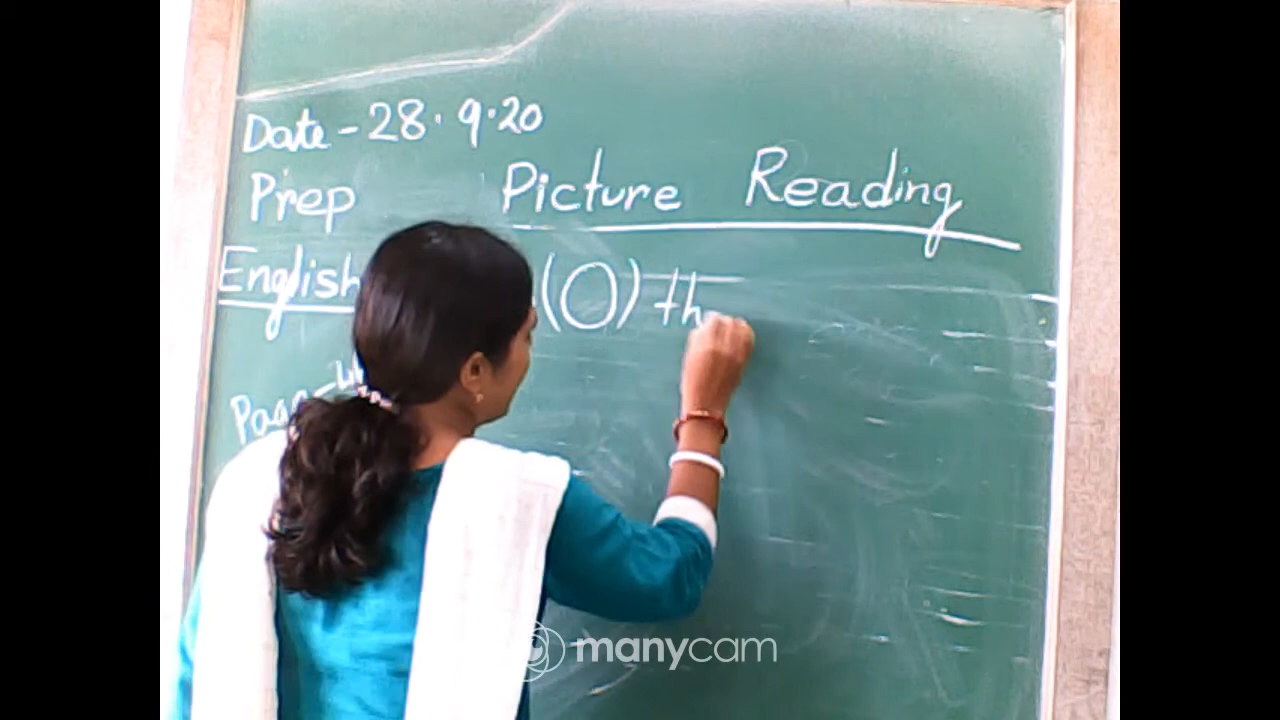 Date - 28.9.20
Prep Picture Reading
English (O) th
manycam